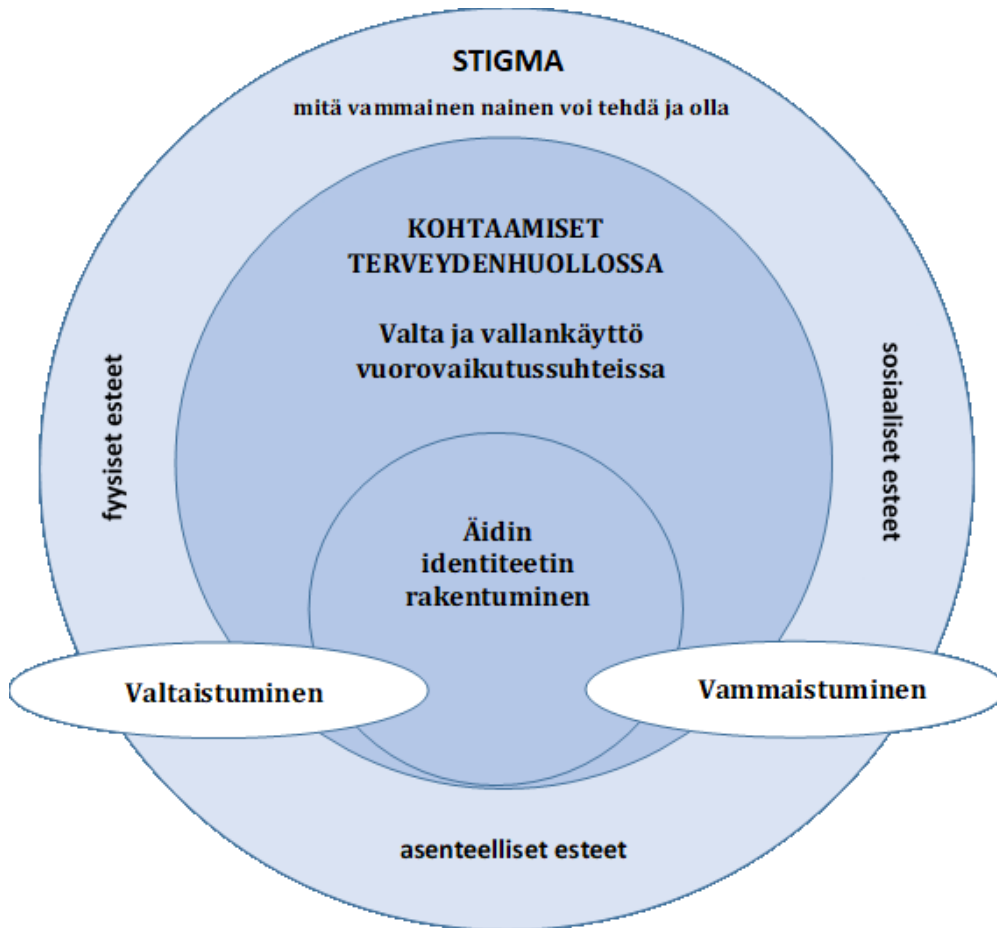 STIGMA
mitä vammainen nainen voi tehdä ja olla
KOHTAAMISET
TERVEYDENHUOLLOSSA
Valta ja vallankäyttö
vuorovaikutussuhteissa
fyysiset esteet
sosiaaliset esteet
Äidin
identiteetin
rakentuminen
Valtaistuminen
Vammaistuminen
asenteelliset esteet